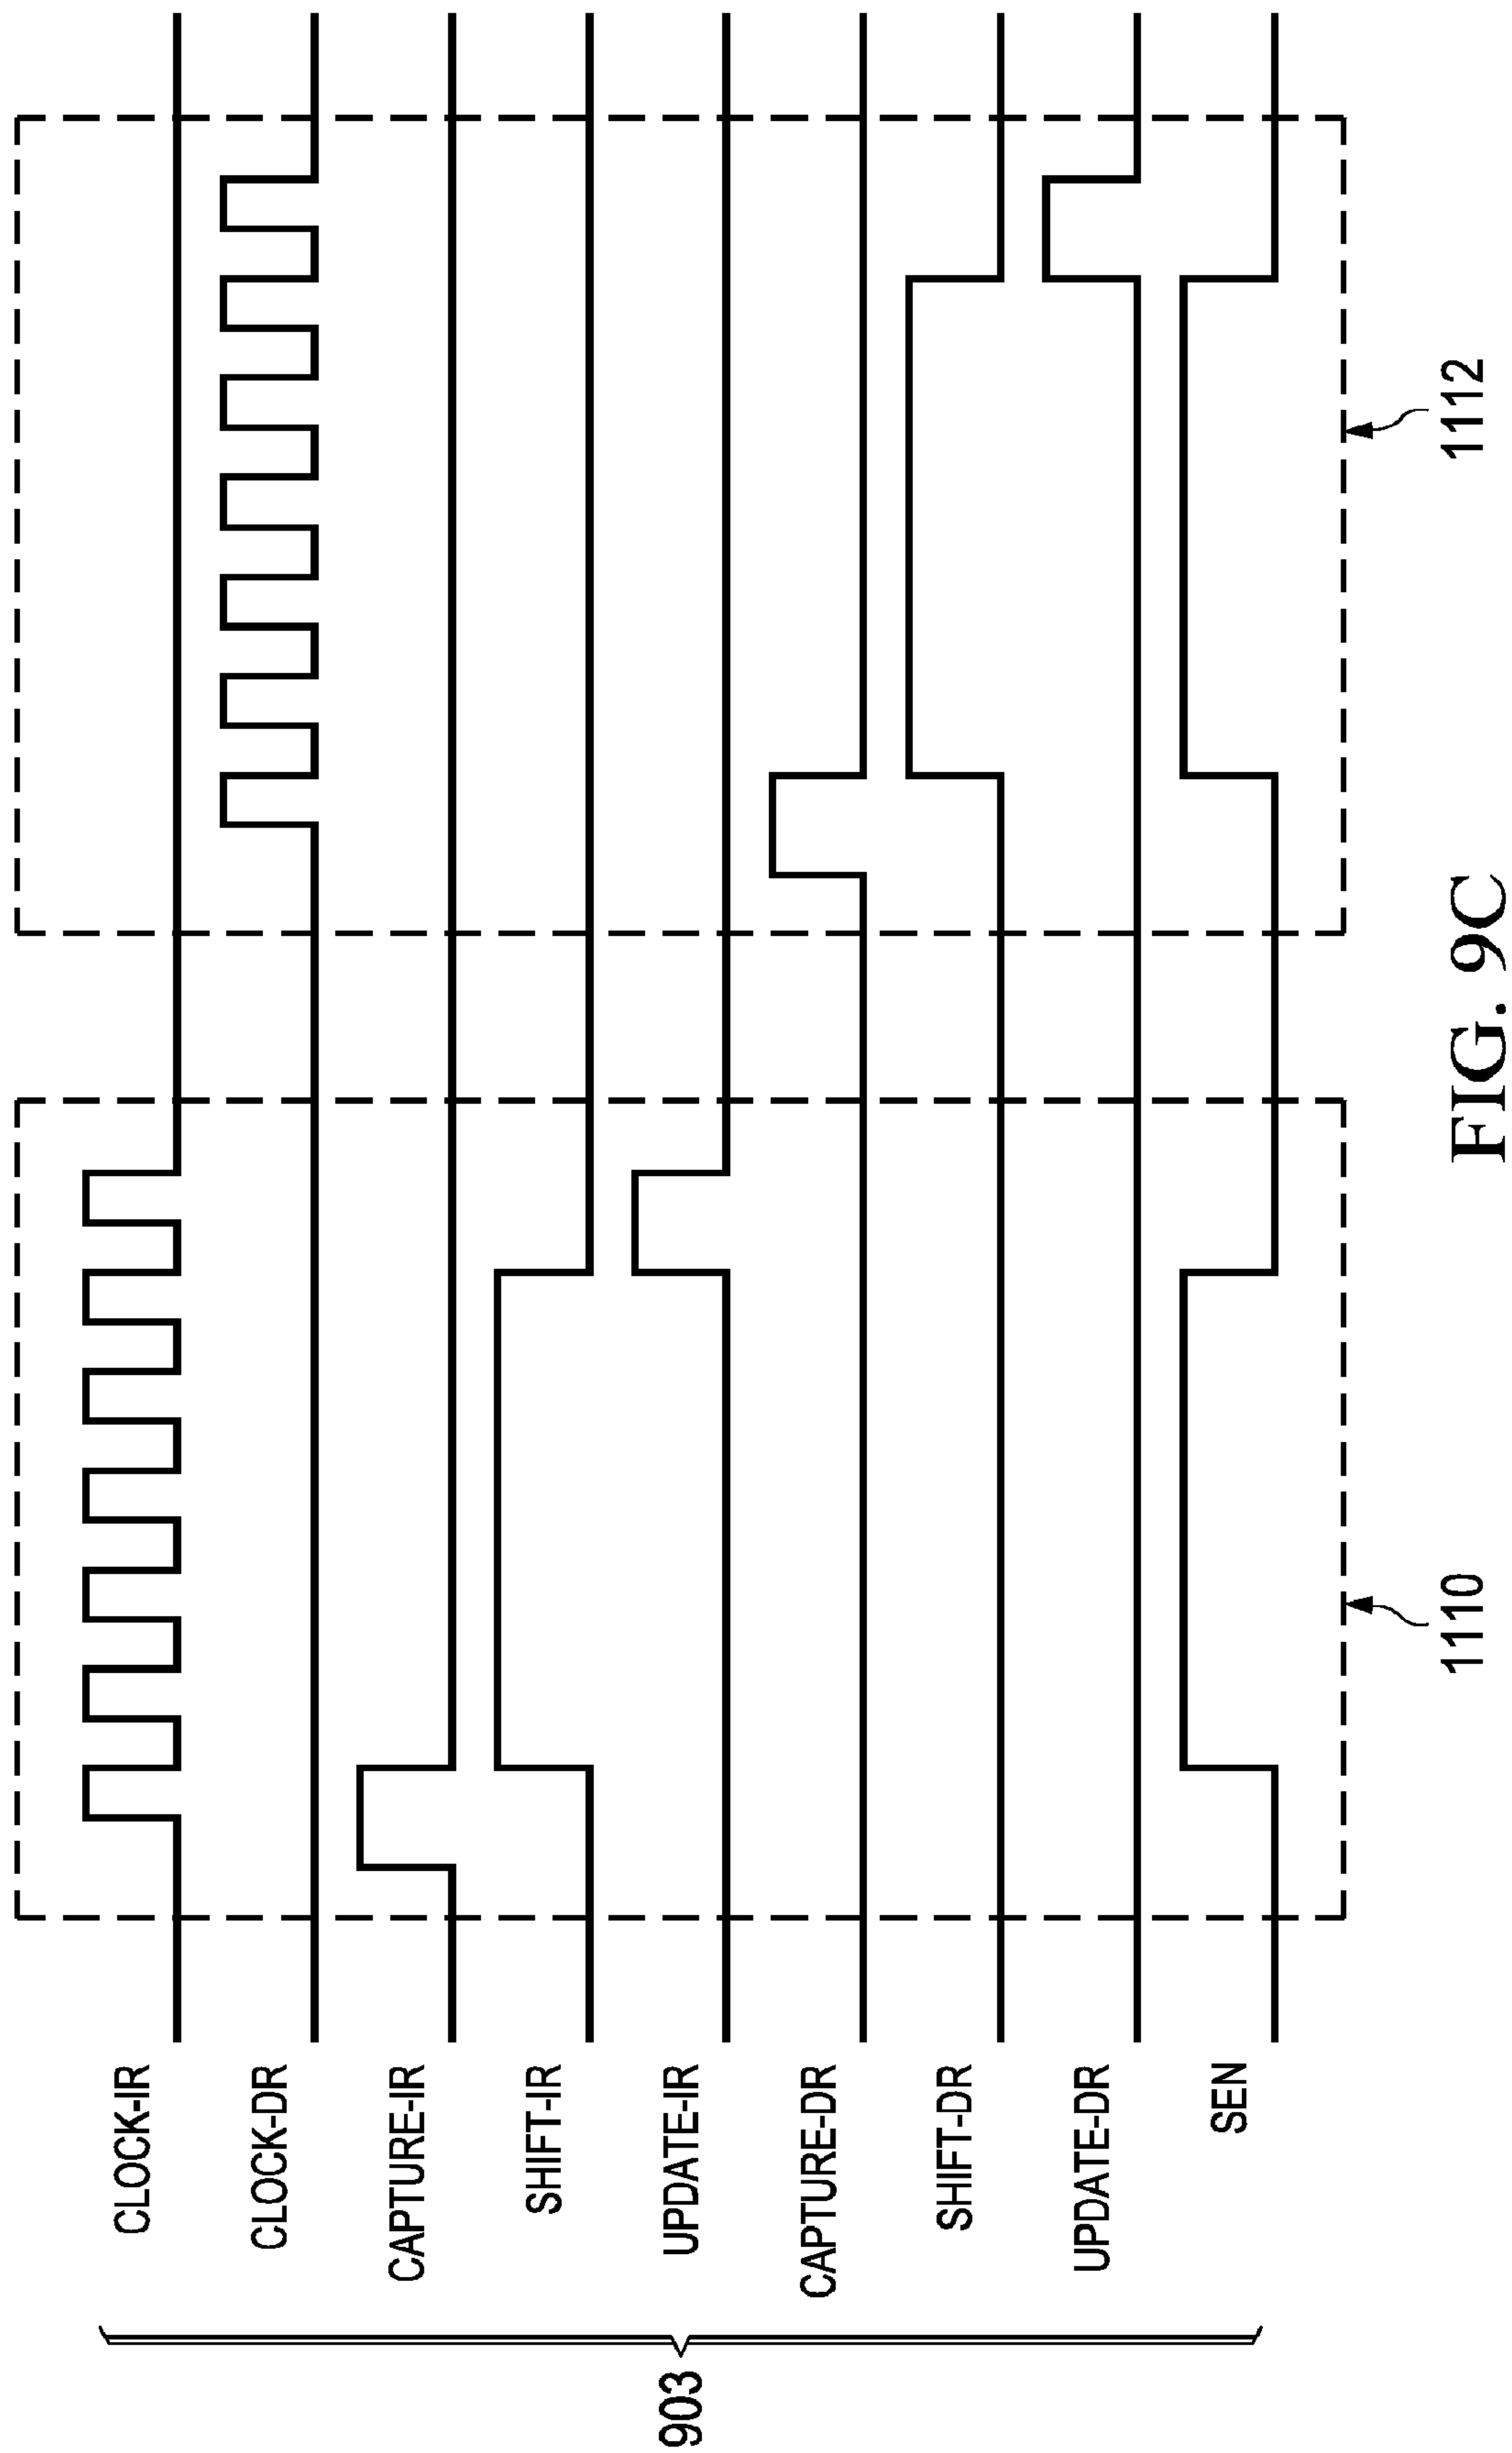 903
CLOCK-IR
CLOCK-DR
CAPTURE-IR
SHIFT-IR
UPDATE-IR
CAPTURE-DR
SHIFT-DR
UPDATE-DR
SEN
1110
1112
FIG. 9C